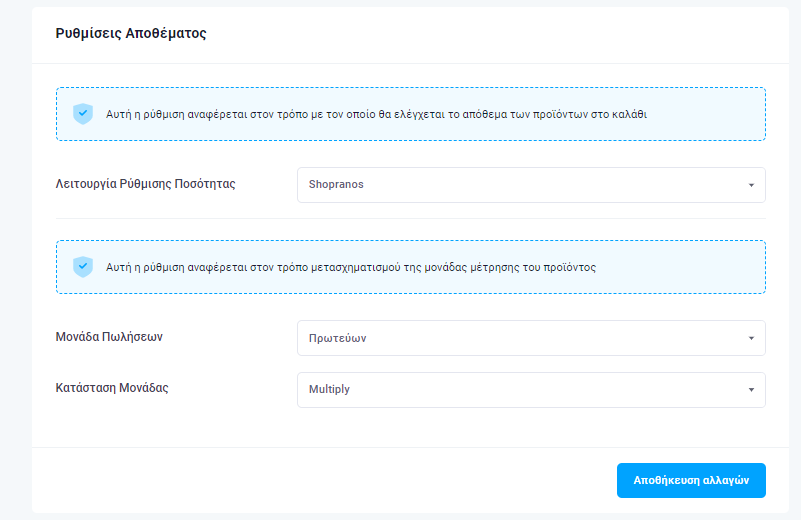 Ρυθμίσεις Αποθέματος
Αυτή η ρύθμιση αναφέρεται στον τρόπο με τον οποίο θα ελέγχεται το απόθεμα των προϊόντων στο καλάθι
Λειτουργία Ρύθμισης Ποσότητας
Shopranos
Αυτή η ρύθμιση αναφέρεται στον τρόπο μετασχηματισμού της μονάδας μέτρησης του προϊόντος
Μονάδα Πωλήσεων
Πρωτεύων
Κατάσταση Μονάδας
Multiply
Αποθήκευση αλλαγών